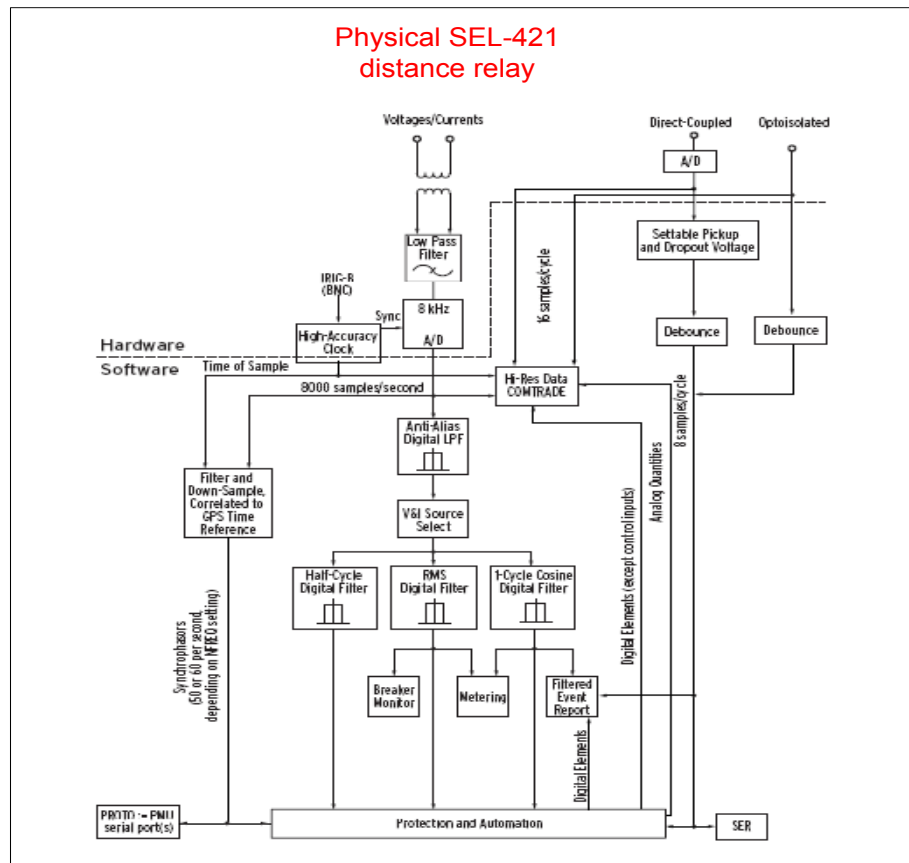 Physical SEL-421
distance relay
Voltages/Currents
Direct-Coupled
Optoisolated
A/D
Settable Pickup
and Dropout Voltage
Low Pass
Filter
IRIG-B
(BNC)
16 samples/cycle
Sync
8 kHz
A/D
High-Accuracy
Clock
Debounce
Debounce
Hardware
Software
Time of Sample
8000 samples/second
Hi-Res Data
COMTRADE
8 samples/cycle
Anti-Alias
Digital LPF
Analog Quantities
Filter and
Down-Sample,
Correlated to
GPS Time
Reference
V&I Source
Select
Digital Elements (except control inputs)
Half-Cycle
Digital Filter
RMS
Digital Filter
1-Cycle Cosine
Digital Filter
Synchrophasors
(50 or 60 per second,
depending on NFREQ setting)
Breaker
Monitor
Metering
Filtered
Event
Report
Digital Elements
PROTO := PMU
serial port(s)
Protection and Automation
SER